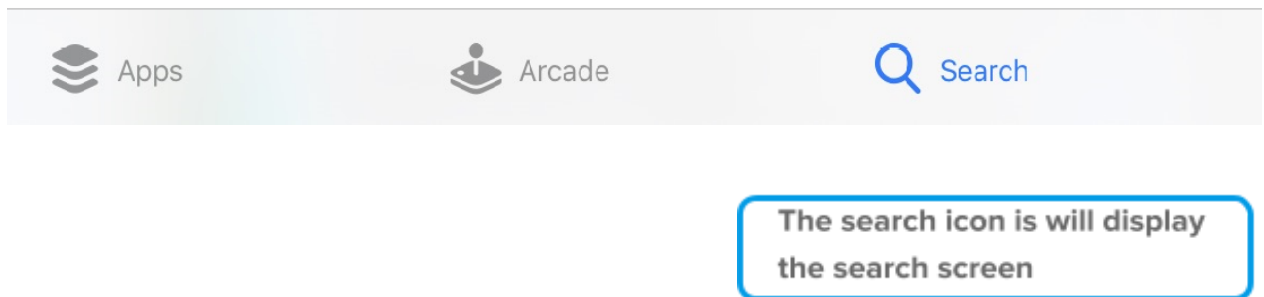 Apps
Arcade
Search
The search icon is will display
the search screen